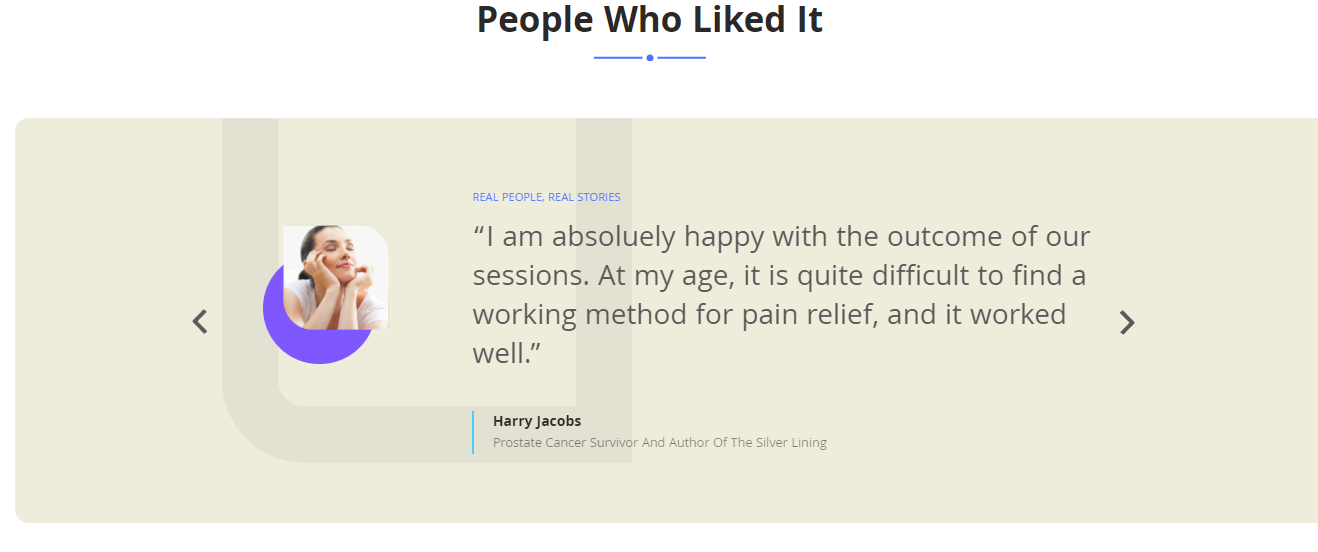 People Who Liked It
REAL PEOPLE, REAL STORIES
“I am absoluely happy with the outcome of our
sessions. At my age, it is quite difficult to find a
working method for pain relief, and it worked
well.”
Harry Jacobs
Prostate Cancer Survivor And Author Of The Silver Lining